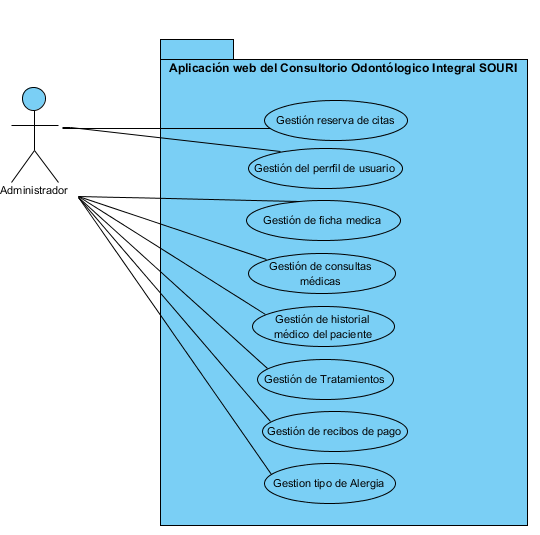 Aplicación web del Consultorio Odontólogico Integral SOURI
Administrador
Gestión reserva de citas
Gestión del perrfil de usuario
Gestión de ficha medica
Gestión de consultas
médicas
Gestión de historial
médico del paciente
Gestión de Tratamientos
Gestión de recibos de pago
Gestion tipo de Alergia